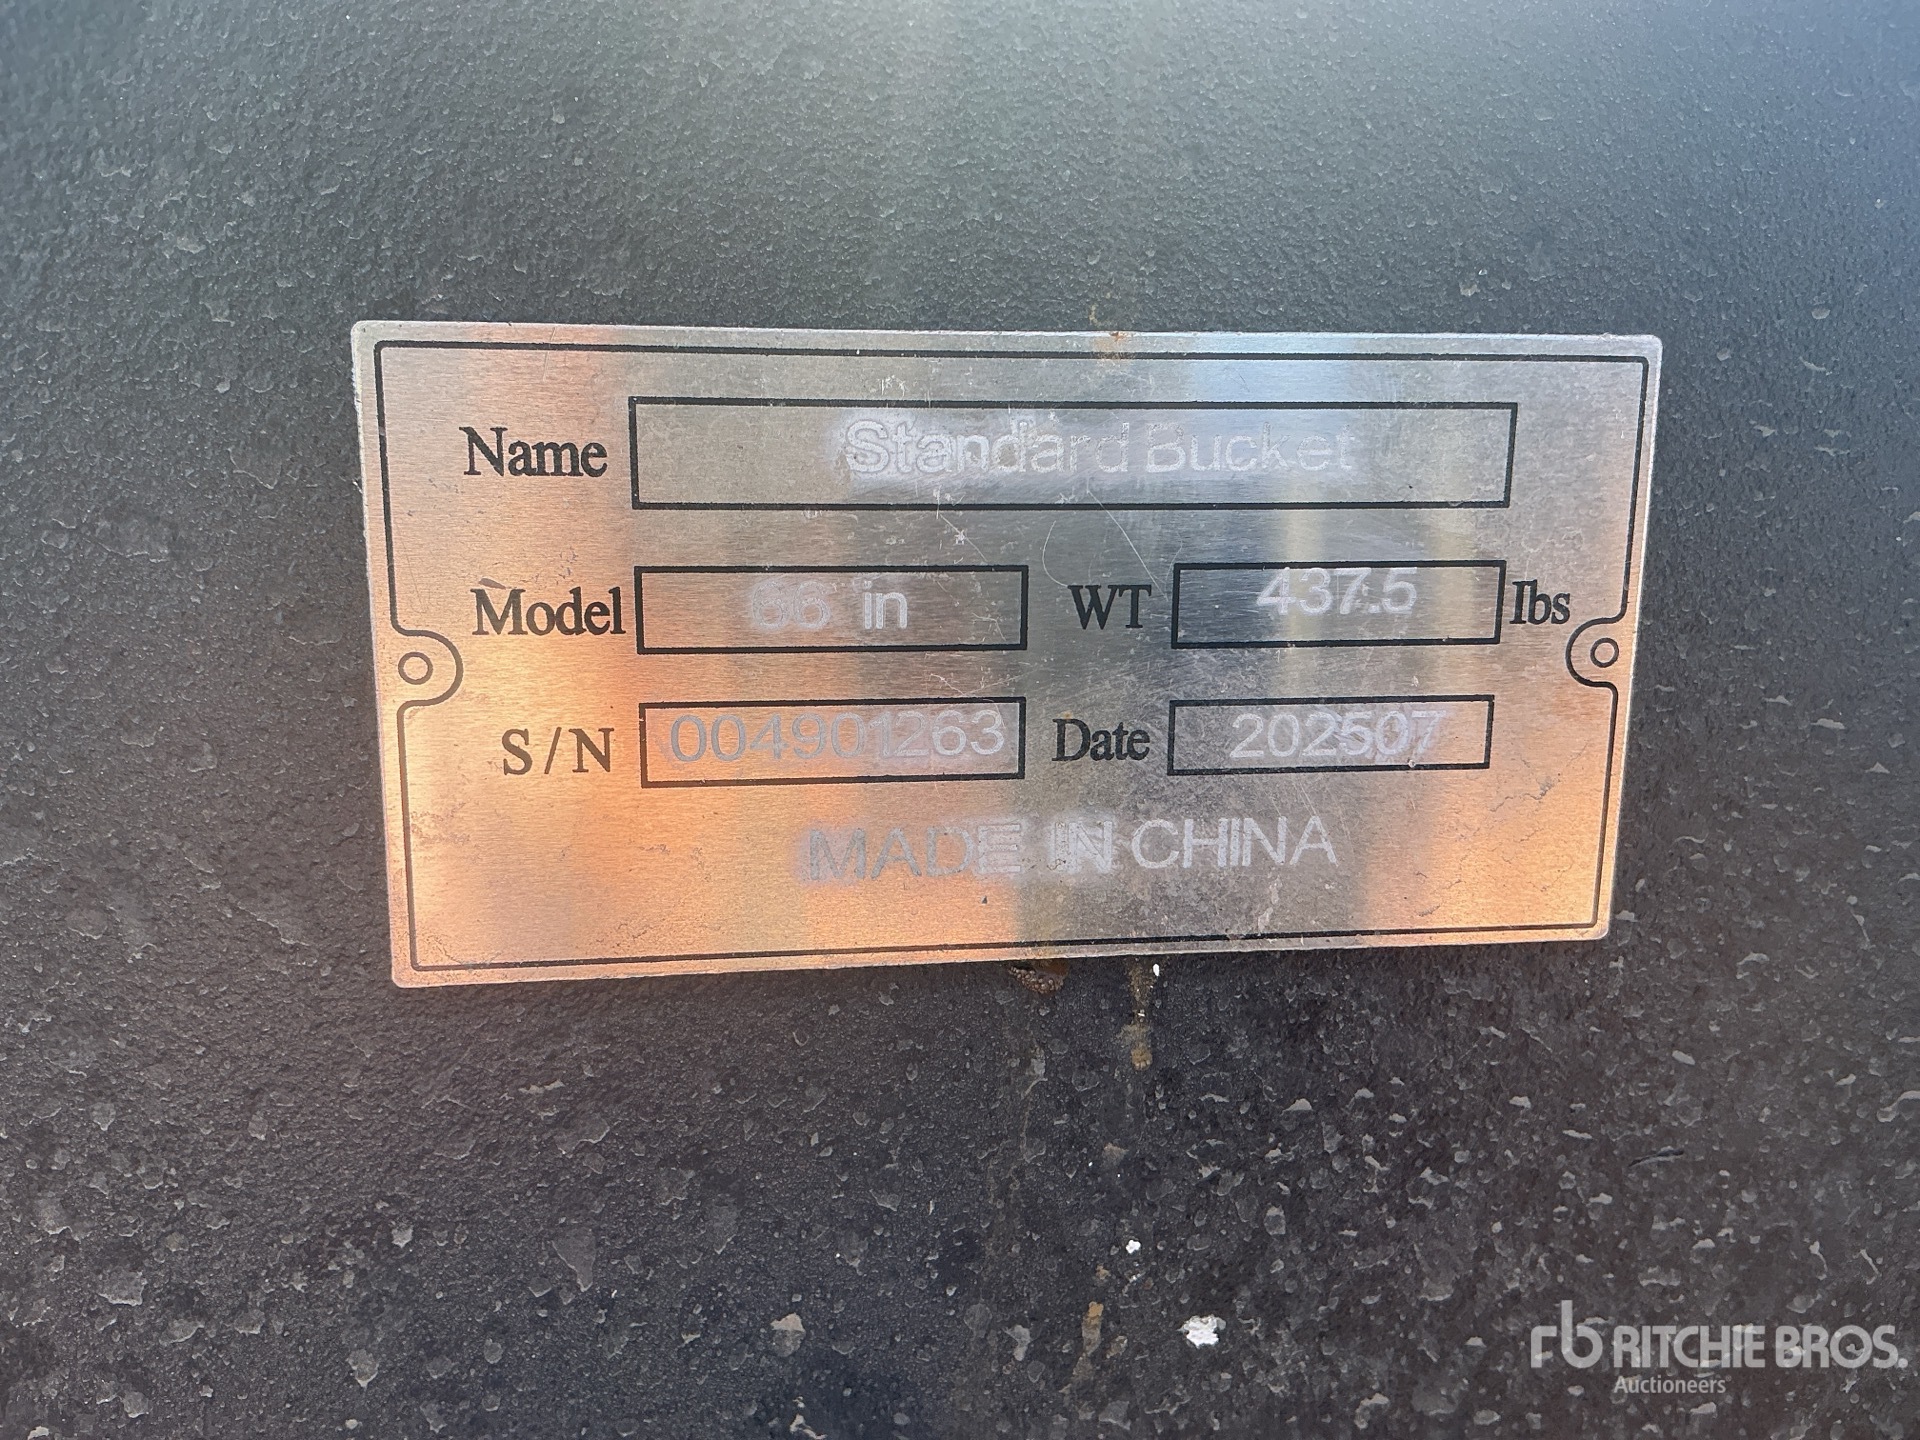 Name Standard Bucket
Model 66 in WT 437.5 lbs
S/N 004901263 Date 202507
MADE IN CHINA
rb RITCHIE BROS.
Auctioneers